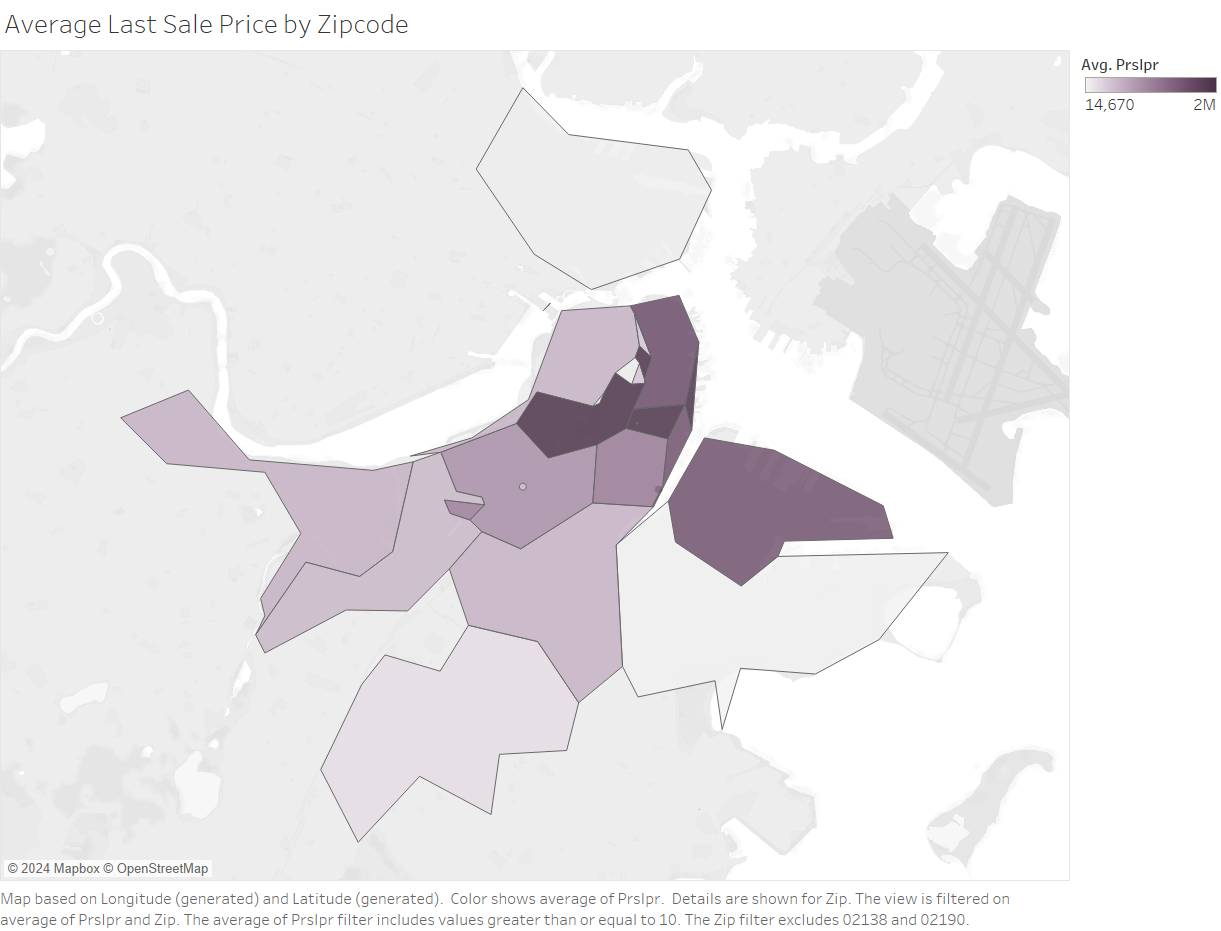 Average Last Sale Price by Zipcode
Avg. Prslpr
14,670 2M
© 2024 Mapbox © OpenStreetMap
Map based on Longitude (generated) and Latitude (generated).  Color shows average of Prslpr.  Details are shown for Zip. The view is filtered on
average of Prslpr and Zip. The average of Prslpr filter includes values greater than or equal to 10. The Zip filter excludes 02138 and 02190.